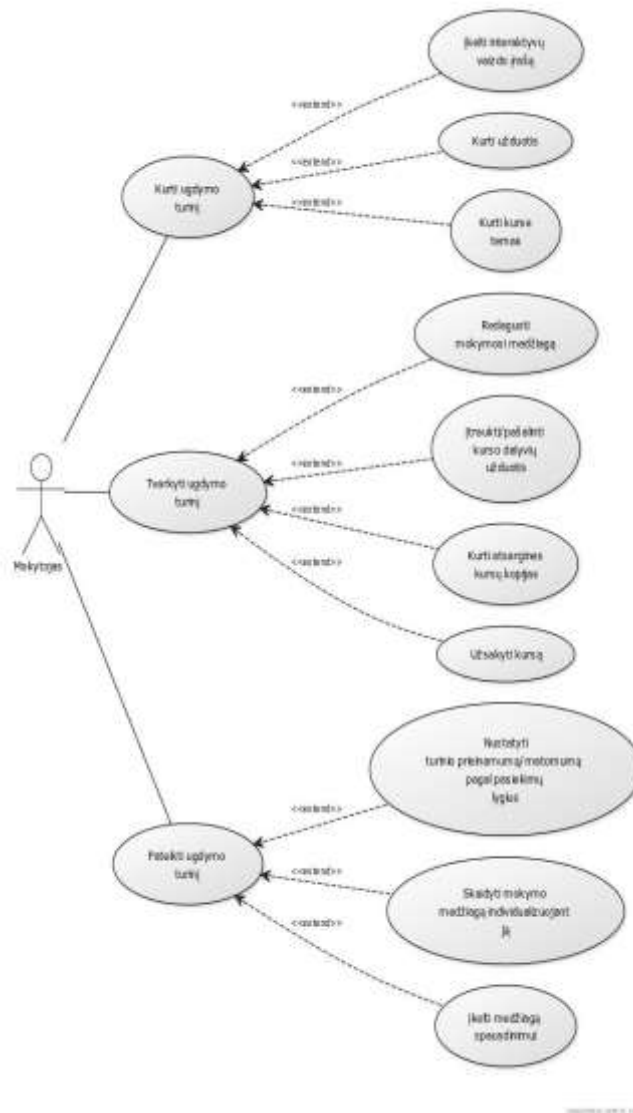 Įkelti interaktyvų
vaizdo įrašą
<<extend>>
Kurti užduotis
<<extend>>
Kurti ugdymo
turinį
<<extend>>
Kurti kurso
temas
Redaguoti
mokymosi medžiagą
<<extend>>
Įtraukti/pašalinti
kurso dalyvių
užduotis
<<extend>>
Tvarkyti ugdymo
turinį
<<extend>>
Kurti atsargines
kursų kopijas
<<extend>>
Mokytojas
Užsakyti kursą
Nustatyti
turinio prieinamumą/matomumą
pagal pasiekimų
lygius
<<extend>>
Pateikti ugdymo
turinį
<<extend>>
Skaidyti mokymo
medžiagą individualizuojant
ją
<<extend>>
Įkelti medžiagą
spausdinimui